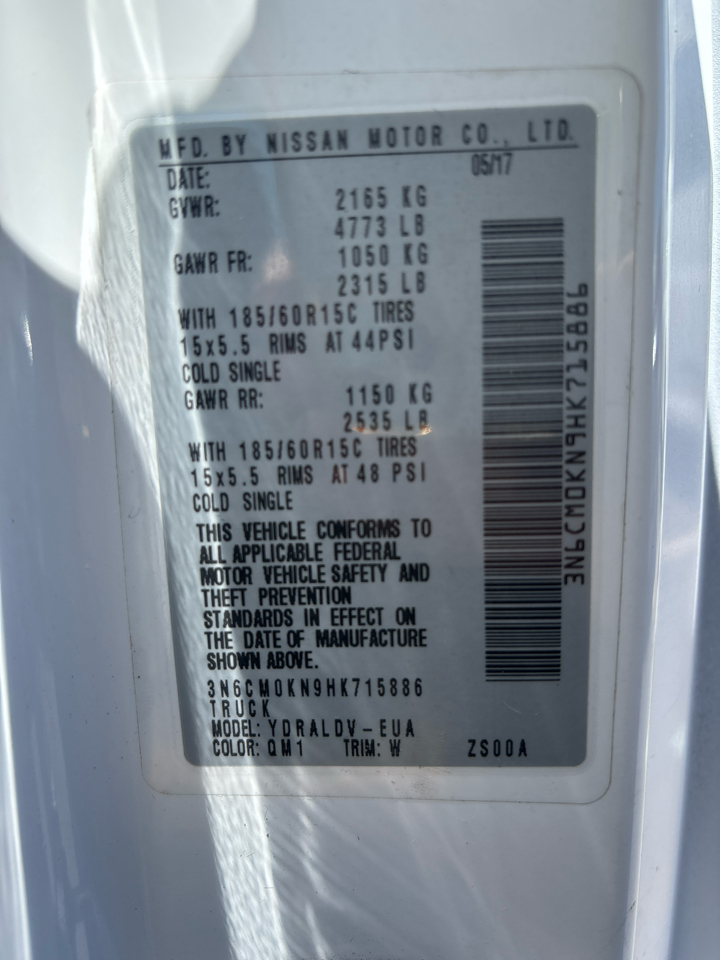 MFD. BY NISSAN MOTOR CO., LTD.
DATE: 05/17
GVWR: 2165 KG
4773 LB
GAWR FR: 1050 KG
2315 LB
WITH 185/60R15C TIRES
15x5.5 RIMS AT 44PSI
COLD SINGLE
GAWR RR: 1150 KG
2535 LB
WITH 185/60R15C TIRES
15x5.5 RIMS AT 48 PSI
COLD SINGLE
THIS VEHICLE CONFORMS TO
ALL APPLICABLE FEDERAL
MOTOR VEHICLE SAFETY AND
THEFT PREVENTION
STANDARDS IN EFFECT ON
THE DATE OF MANUFACTURE
SHOWN ABOVE.
3N6CM0KN9HK715886
TRUCK
MODEL: YDRALDV-EUA
COLOR: QM1 TRIM: W ZS00A
3N6CM0KN9HK715886